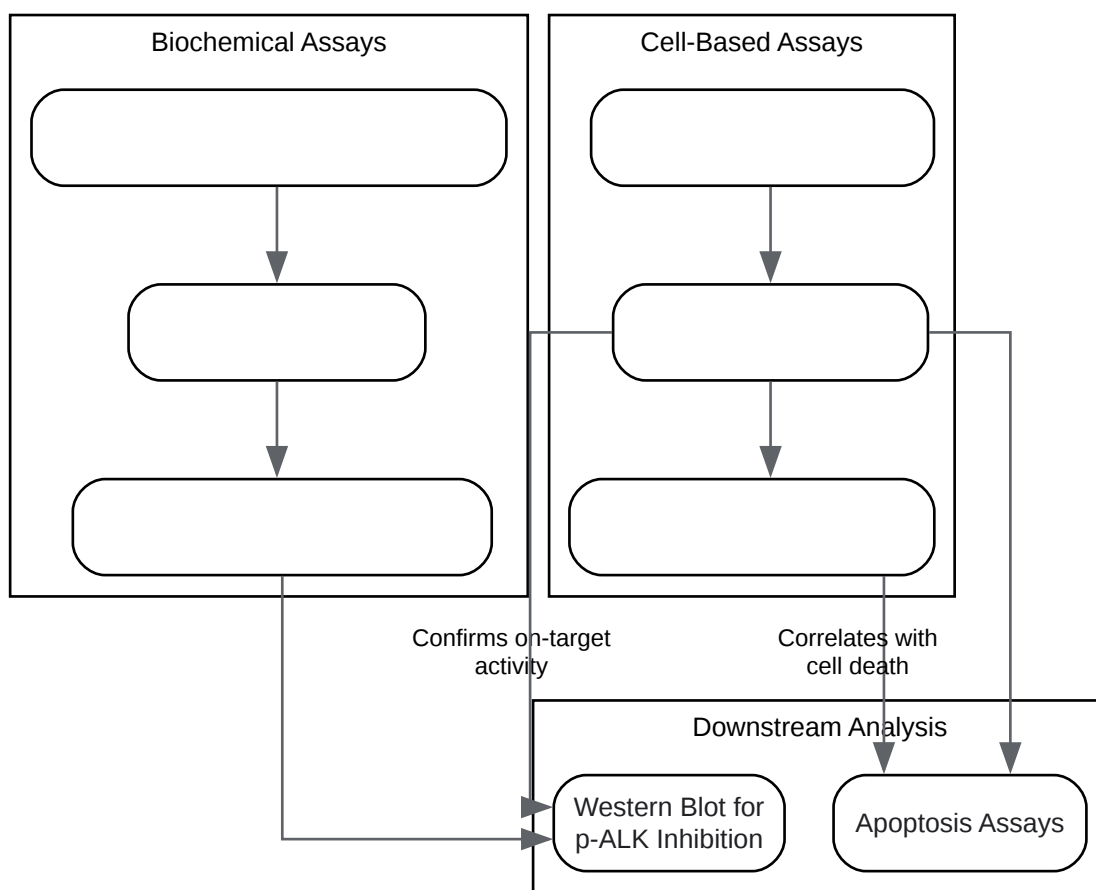 Biochemical Assays
Cell-Based Assays
Confirms on-target
activity
Correlates with
cell death
Downstream Analysis
Western Blot for
p-ALK Inhibition
Apoptosis Assays